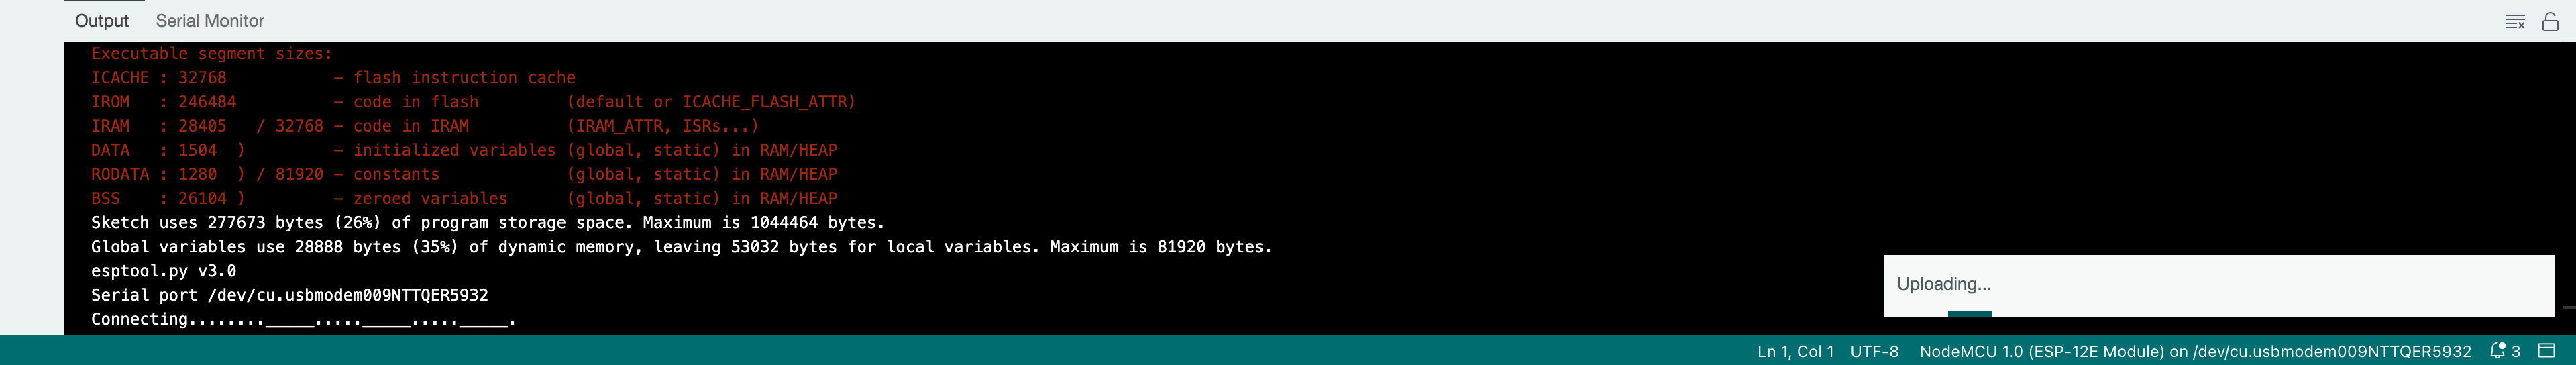 Output Serial Monitor
Executable segment sizes:
ICACHE : 32768           - flash instruction cache
IROM   : 246484          - code in flash         (default or ICACHE_FLASH_ATTR)
IRAM   : 28405   / 32768 - code in IRAM          (IRAM_ATTR, ISRs...)
DATA   : 1504  )         - initialized variables (global, static) in RAM/HEAP
RODATA : 1280  ) / 81920 - constants             (global, static) in RAM/HEAP
BSS    : 26104 )         - zeroed variables      (global, static) in RAM/HEAP
Sketch uses 277673 bytes (26%) of program storage space. Maximum is 1044464 bytes.
Global variables use 28888 bytes (35%) of dynamic memory, leaving 53032 bytes for local variables. Maximum is 81920 bytes.
esptool.py v3.0
Serial port /dev/cu.usbmodem009NTTQER5932
Connecting........_____....._____....._____.
Uploading...
Ln 1, Col 1 UTF-8 NodeMCU 1.0 (ESP-12E Module) on /dev/cu.usbmodem009NTTQER5932 3